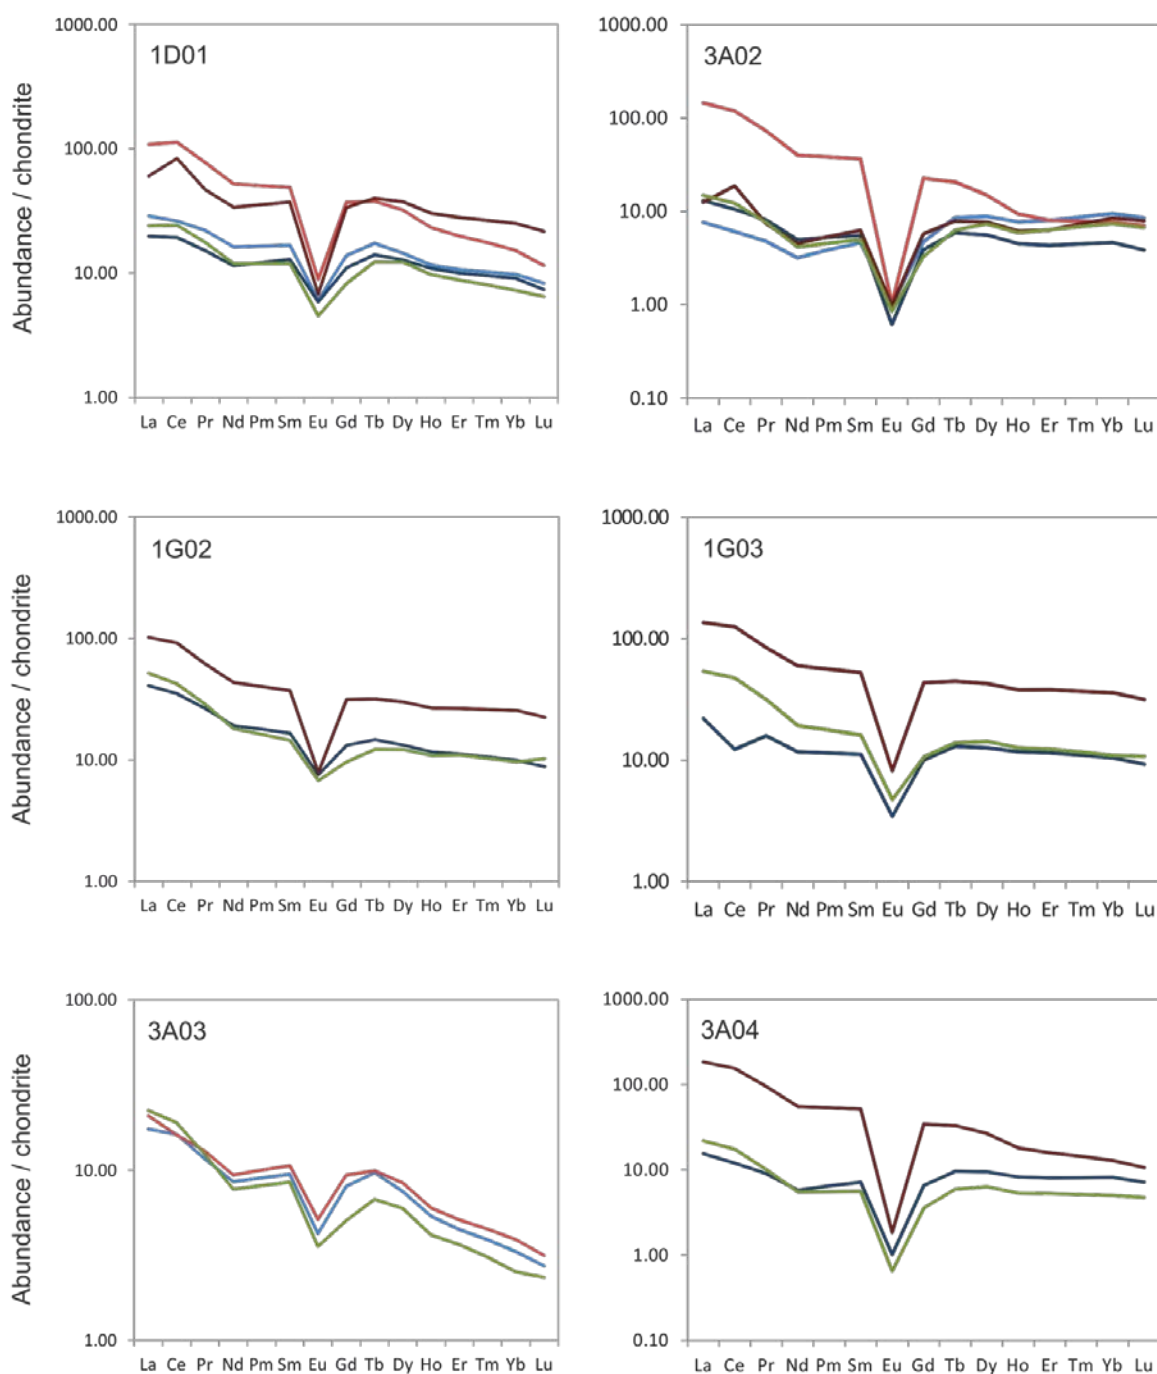 1D01
Abundance / chondrite
1000.00
100.00
10.00
1.00
La Ce Pr Nd Pm Sm Eu Gd Tb Dy Ho Er Tm Yb Lu
3A02
1000.00
100.00
10.00
1.00
0.10
La Ce Pr Nd Pm Sm Eu Gd Tb Dy Ho Er Tm Yb Lu
1G02
Abundance / chondrite
1000.00
100.00
10.00
1.00
La Ce Pr Nd Pm Sm Eu Gd Tb Dy Ho Er Tm Yb Lu
1G03
1000.00
100.00
10.00
1.00
La Ce Pr Nd Pm Sm Eu Gd Tb Dy Ho Er Tm Yb Lu
3A03
Abundance / chondrite
100.00
10.00
1.00
La Ce Pr Nd Pm Sm Eu Gd Tb Dy Ho Er Tm Yb Lu
3A04
1000.00
100.00
10.00
1.00
0.10
La Ce Pr Nd Pm Sm Eu Gd Tb Dy Ho Er Tm Yb Lu